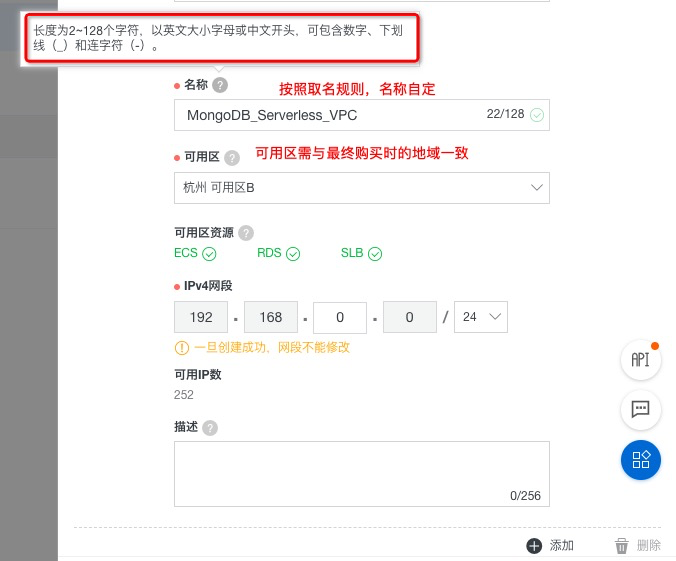 长度为2~128个字符，以英文大小字母或中文开头，可包含数字、下划
线（_）和连字符（-）。
名称 ? 按照取名规则，名称自定
MongoDB_Serverless_VPC 22/128
可用区 ? 可用区需与最终购买时的地域一致
杭州 可用区B
可用区资源 ?
ECS RDS SLB
IPv4网段
192 . 168 . 0 . 0 / 24
一旦创建成功，网段不能修改
可用IP数
252
API
描述 ?
0/256
添加 删除